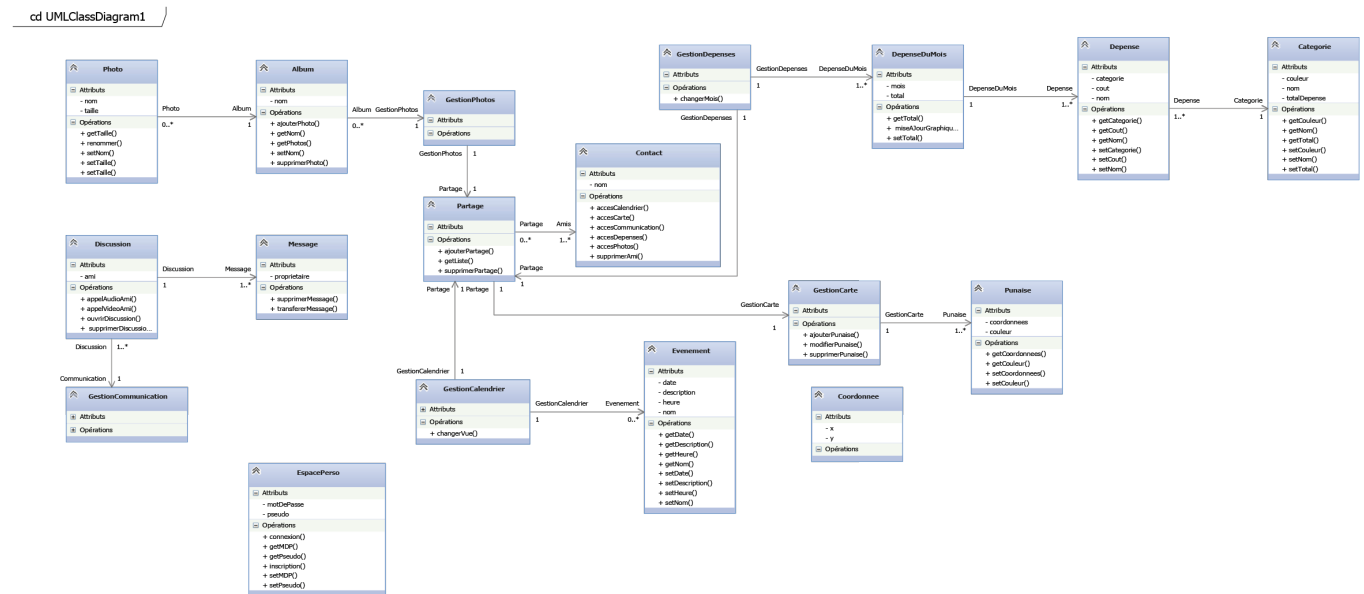 cd UMLClassDiagram1
Photo
Attributs
- nom
- taille
Opérations
+ getTaille()
+ renommer()
+ setNom()
+ setTaille()
+ setTaille()
Photo
0..*
Album
1
Album
Attributs
- nom
Opérations
+ ajouterPhoto()
+ getNom()
+ getPhotos()
+ setNom()
+ supprimerPhoto()
Album
0..*
GestionPhotos
1
GestionPhotos
Attributs
Opérations
GestionPhotos
1
Partage
1
GestionDepenses
Attributs
Opérations
+ changerMois()
GestionDepenses
1
DepenseDuMois
1..*
GestionDepenses
1
DepenseDuMois
Attributs
- mois
- total
Opérations
+ getTotal()
+ miseAJourGraphiqu...
+ setTotal()
DepenseDuMois
1
Depense
1..*
Depense
Attributs
- categorie
- cout
- nom
Opérations
+ getCategorie()
+ getCout()
+ getNom()
+ setCategorie()
+ setCout()
+ setNom()
Depense
1..*
Categorie
1
Categorie
Attributs
- couleur
- nom
- totalDepense
Opérations
+ getCouleur()
+ getNom()
+ getTotal()
+ setCouleur()
+ setNom()
+ setTotal()
Contact
Attributs
- nom
Opérations
+ accesCalendrier()
+ accesCarte()
+ accesCommunication()
+ accesDepenses()
+ accesPhotos()
+ supprimerAmi()
Partage
Attributs
Opérations
+ ajouterPartage()
+ getListe()
+ supprimerPartage()
Partage
0..*
Amis
1..*
Partage
1
Partage
1
Partage
1
Discussion
Attributs
- ami
Opérations
+ appelAudioAmi()
+ appelVideoAmi()
+ ouvrirDiscussion()
+ supprimerDiscussio...
Discussion
1
Message
1..*
Message
Attributs
- proprietaire
Opérations
+ supprimerMessage()
+ transfererMessage()
Discussion
1..*
Communication
1
GestionCommunication
Attributs
Opérations
GestionCarte
1
GestionCarte
Attributs
Opérations
+ ajouterPunaise()
+ modifierPunaise()
+ supprimerPunaise()
GestionCarte
1
Punaise
1..*
Punaise
Attributs
- coordonnees
- couleur
Opérations
+ getCoordonnees()
+ getCouleur()
+ setCoordonnees()
+ setCouleur()
GestionCalendrier
1
GestionCalendrier
Attributs
Opérations
+ changerVue()
GestionCalendrier
1
Evenement
0..*
Evenement
Attributs
- date
- description
- heure
- nom
Opérations
+ getDate()
+ getDescription()
+ getHeure()
+ getNom()
+ setDate()
+ setDescription()
+ setHeure()
+ setNom()
Coordonnee
Attributs
- x
- y
Opérations
EspacePerso
Attributs
- motDePasse
- pseudo
Opérations
+ connexion()
+ getMDP()
+ getPseudo()
+ inscription()
+ setMDP()
+ setPseudo()